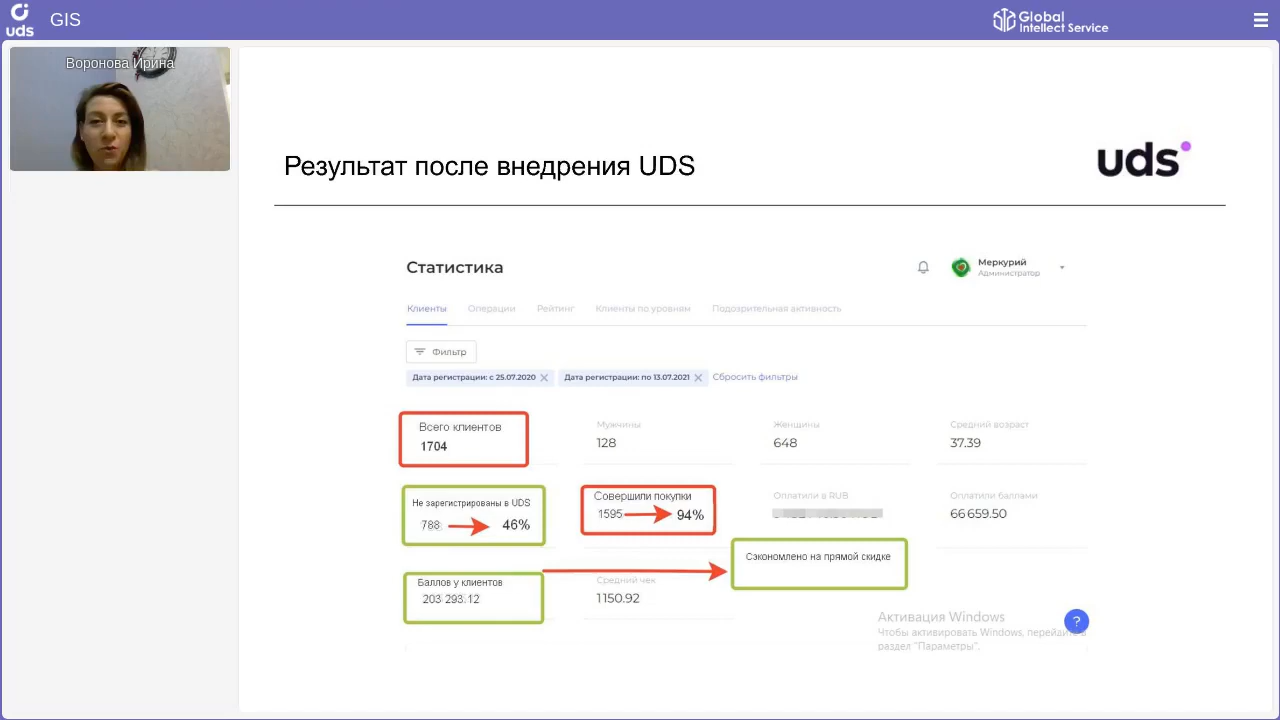 uds GIS
Global
Intellect Service
Воронова Ирина
Результат после внедрения UDS
uds
Статистика
Меркурий
Администратор
Клиенты Операции Рейтинг Клиенты по уровням Подозрительная активность
Фильтр
Дата регистрации: с 25.07.2020 Дата регистрации: по 13.07.2021 Сбросить фильтры
Всего клиентов
1704
Мужчины
128
Женщины
648
Средний возраст
37.39
Не зарегистрированы в UDS
788 46%
Совершили покупки
1595 94%
Оплатили в RUB
Оплатили баллами
66 659.50
Сэкономлено на прямой скидке
Баллов у клиентов
203 293.12
Средний чек
1150.92
Активация Windows
Чтобы активировать Windows, перейдите в
раздел "Параметры".
?